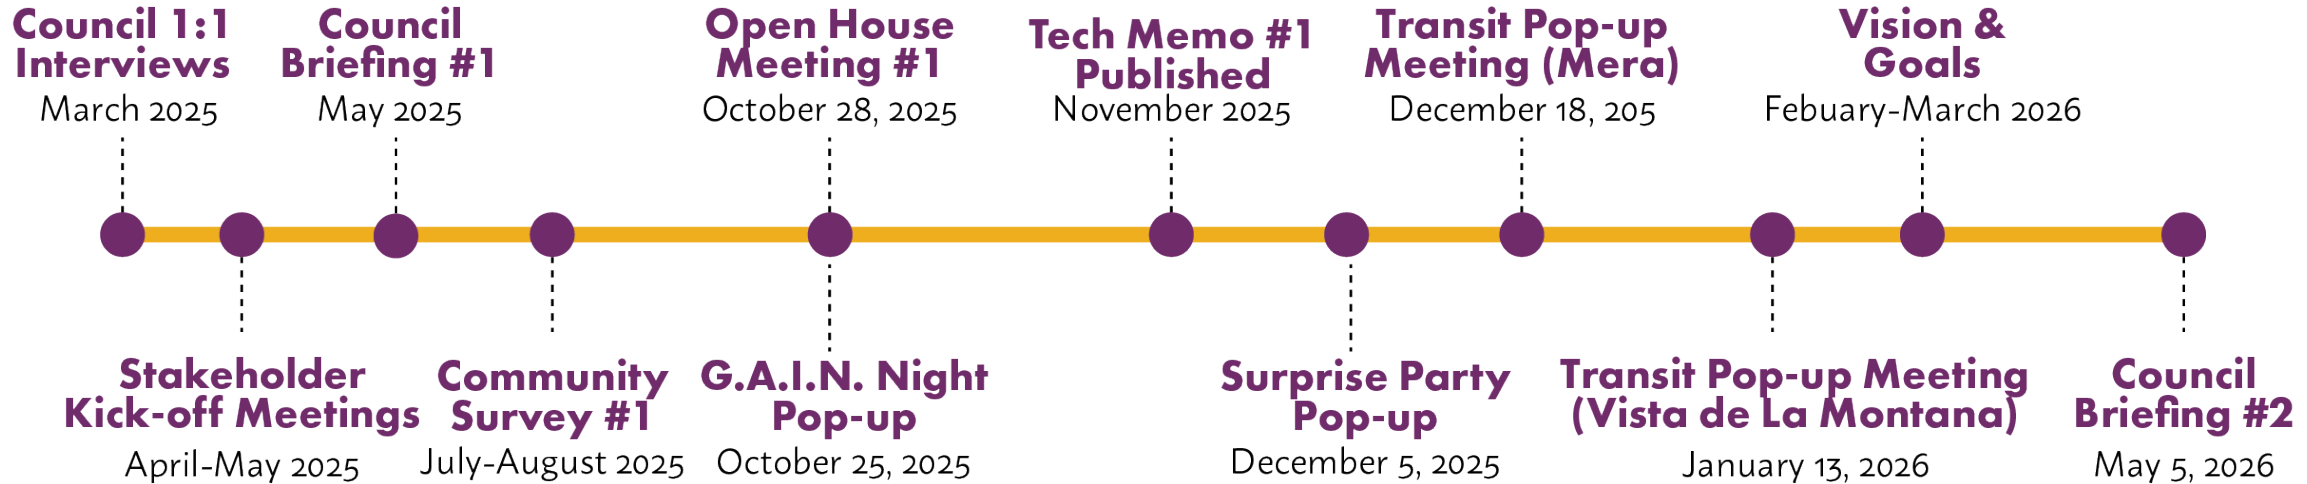 Council 1:1
Interviews
March 2025
Council
Briefing #1
May 2025
Open House
Meeting #1
October 28, 2025
Tech Memo #1
Published
November 2025
Transit Pop-up
Meeting (Mera)
December 18, 205
Vision &
Goals
Febuary-March 2026
Stakeholder
Kick-off Meetings
April-May 2025
Community
Survey #1
July-August 2025
G.A.I.N. Night
Pop-up
October 25, 2025
Surprise Party
Pop-up
December 5, 2025
Transit Pop-up Meeting
(Vista de La Montana)
January 13, 2026
Council
Briefing #2
May 5, 2026